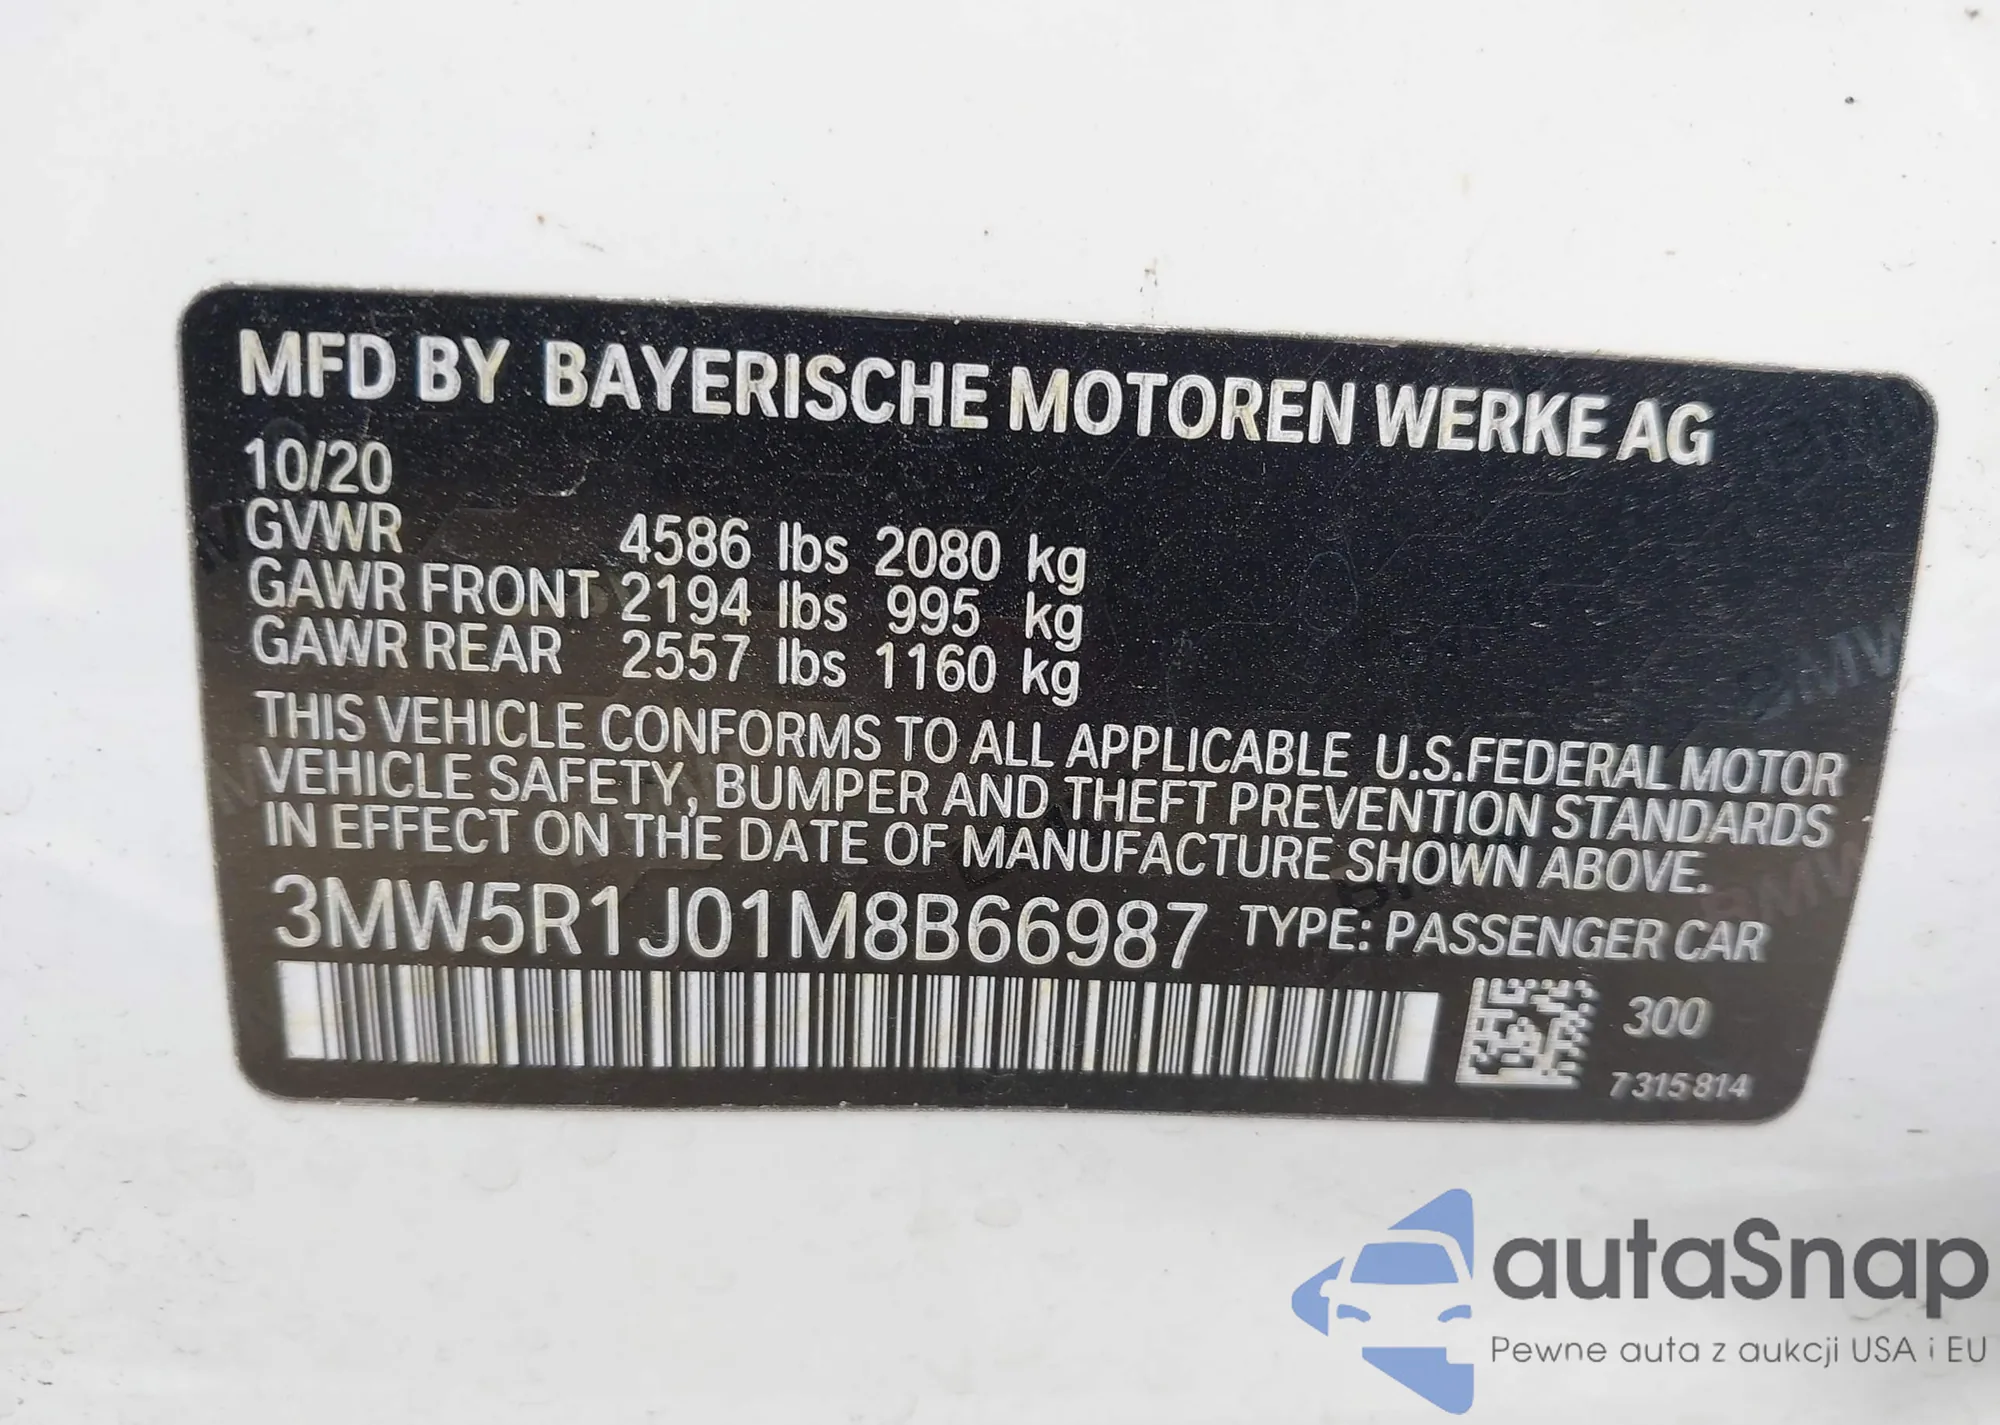 MFD BY BAYERISCHE MOTOREN WERKE AG
10/20
GVWR 4586 lbs 2080 kg
GAWR FRONT 2194 lbs 995 kg
GAWR REAR 2557 lbs 1160 kg
THIS VEHICLE CONFORMS TO ALL APPLICABLE U.S.FEDERAL MOTOR
VEHICLE SAFETY, BUMPER AND THEFT PREVENTION STANDARDS
IN EFFECT ON THE DATE OF MANUFACTURE SHOWN ABOVE.
3MW5R1J01M8B66987 TYPE: PASSENGER CAR
300
7315814
autaSnap
Pewne auta z aukcji USA i EU